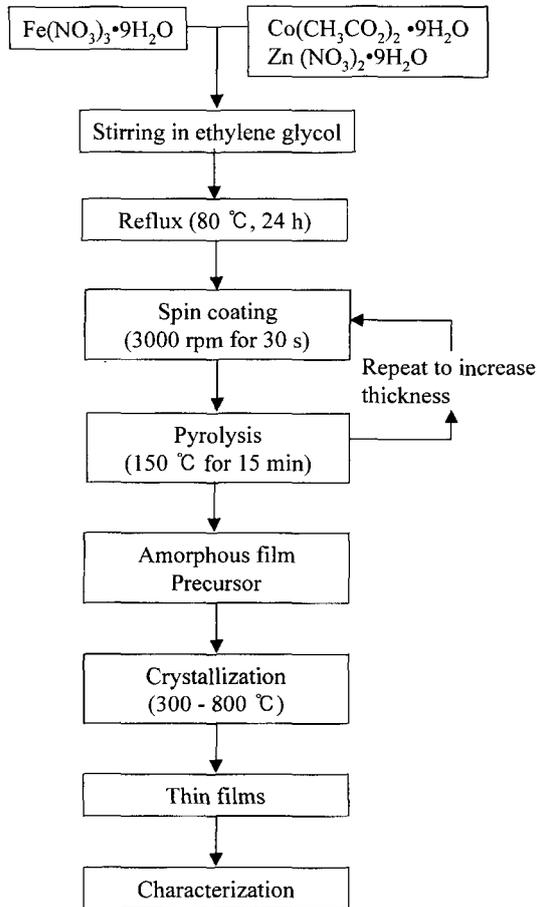 Fe(NO₃)₃•9H₂O
Co(CH₃CO₂)₂ •9H₂O
Zn (NO₃)₂•9H₂O
Stirring in ethylene glycol
Reflux (80 ℃, 24 h)
Spin coating
(3000 rpm for 30 s)
Repeat to increase
thickness
Pyrolysis
(150 ℃ for 15 min)
Amorphous film
Precursor
Crystallization
(300 - 800 ℃)
Thin films
Characterization